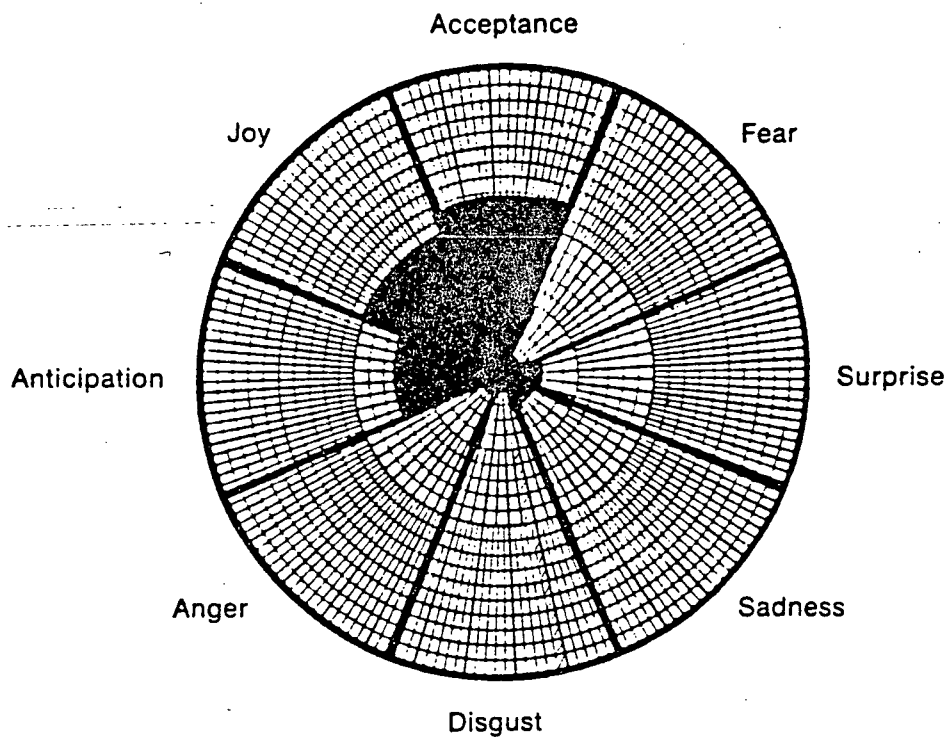 Acceptance
Joy
Fear
Anticipation
Surprise
Anger
Sadness
Disgust